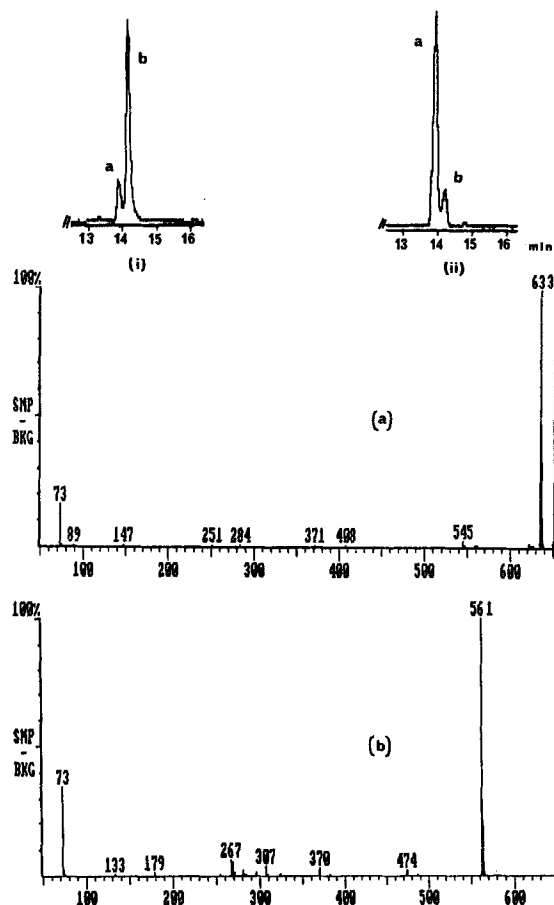 b
a
13 14 15 16
(i)
a
b
13 14 15 16 min
(ii)
100%
SMP
-
BKG
(a)
633
73
89
147
251
284
371
408
545
100 200 300 400 500 600
100%
SMP
-
BKG
(b)
561
73
133
179
267
307
370
474
100 200 300 400 500 600